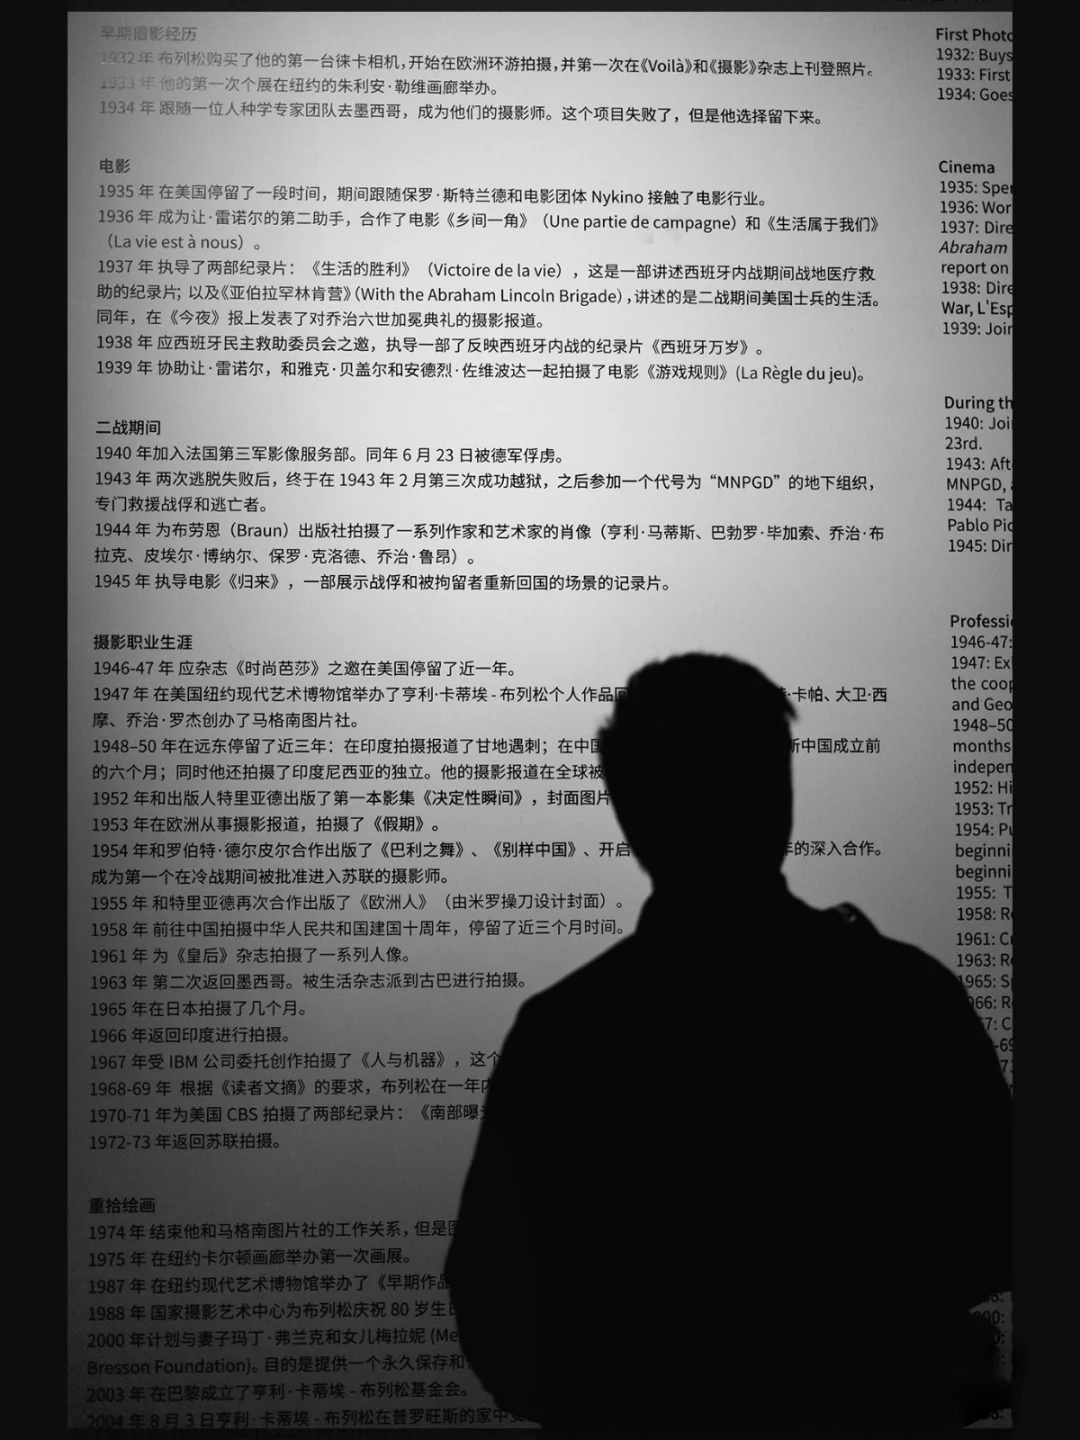 早期摄影经历
1932 年 布列松购买了他的第一台徕卡相机，开始在欧洲环游拍摄，并第一次在《Voilà》和《摄影》杂志上刊登照片。
1933 年 他的第一次个展在纽约的朱利安·勒维画廊举办。
1934 年 跟随一位人种学专家团队去墨西哥，成为他们的摄影师。这个项目失败了，但是他选择留下来。
电影
1935 年 在美国停留了一段时间，期间跟随保罗·斯特兰德和电影团体 Nykino 接触了电影行业。
1936 年 成为让·雷诺尔的第二助手，合作了电影《乡间一角》（Une partie de campagne）和《生活属于我们》
（La vie est à nous）。
1937 年 执导了两部纪录片：《生活的胜利》（Victoire de la vie），这是一部讲述西班牙内战期间战地医疗救
助的纪录片; 以及《亚伯拉罕林肯营》（With the Abraham Lincoln Brigade），讲述的是二战期间美国士兵的生活。
同年，在《今夜》报上发表了对乔治六世加冕典礼的摄影报道。
1938 年 应西班牙民主救助委员会之邀，执导一部了反映西班牙内战的纪录片《西班牙万岁》。
1939 年 协助让·雷诺尔，和雅克·贝盖尔和安德烈·佐维波达一起拍摄了电影《游戏规则》(La Règle du jeu)。
二战期间
1940 年加入法国第三军影像服务部。同年 6 月 23 日被德军俘虏。
1943 年 两次逃脱失败后，终于在 1943 年 2 月第三次成功越狱，之后参加一个代号为“MNPGD”的地下组织，
专门救援战俘和逃亡者。
1944 年 为布劳恩（Braun）出版社拍摄了一系列作家和艺术家的肖像（亨利·马蒂斯、巴勃罗·毕加索、乔治·布
拉克、皮埃尔·博纳尔、保罗·克洛德、乔治·鲁昂）。
1945 年 执导电影《归来》，一部展示战俘和被拘留者重新回国的场景的记录片。
摄影职业生涯
1946-47 年 应杂志《时尚芭莎》之邀在美国停留了近一年。
1947 年 在美国纽约现代艺术博物馆举办了亨利·卡蒂埃 - 布列松个人作品 ·卡帕、大卫·西
摩、乔治·罗杰创办了马格南图片社。
1948–50 年在远东停留了近三年：在印度拍摄报道了甘地遇刺；在中国 新中国成立前
的六个月；同时他还拍摄了印度尼西亚的独立。他的摄影报道在全球被
1952 年和出版人特里亚德出版了第一本影集《决定性瞬间》，封面图片
1953 年在欧洲从事摄影报道，拍摄了《假期》。
1954 年和罗伯特·德尔皮尔合作出版了《巴利之舞》、《别样中国》、开启 年的深入合作。
成为第一个在冷战期间被批准进入苏联的摄影师。
1955 年 和特里亚德再次合作出版了《欧洲人》（由米罗操刀设计封面）。
1958 年 前往中国拍摄中华人民共和国建国十周年，停留了近三个月时间。
1961 年 为《皇后》杂志拍摄了一系列人像。
1963 年 第二次返回墨西哥。被生活杂志派到古巴进行拍摄。
1965 年在日本拍摄了几个月。
1966 年返回印度进行拍摄。
1967 年受 IBM 公司委托创作拍摄了《人与机器》，这个
1968-69 年 根据《读者文摘》的要求，布列松在一年内
1970-71 年为美国 CBS 拍摄了两部纪录片：《南部曝光
1972-73 年返回苏联拍摄。
重拾绘画
1974 年 结束他和马格南图片社的工作关系，但是
1975 年 在纽约卡尔顿画廊举办第一次画展。
1987 年 在纽约现代艺术博物馆举办了《早期作品
1988 年 国家摄影艺术中心为布列松庆祝 80 岁生日
2000 年计划与妻子玛丁·弗兰克和女儿梅拉妮 (Me
Bresson Foundation)。目的是提供一个永久保存和
2003 年 在巴黎成立了亨利·卡蒂埃 - 布列松基金会。
2004 年 8 月 3 日亨利·卡蒂埃 - 布列松在普罗旺斯的家中
First Photo
1932: Buys
1933: First
1934: Goes
Cinema
1935: Spe
1936: Wor
1937: Dire
Abraham
report on
1938: Dire
War, L'Esp
1939: Join
During th
1940: Joi
23rd.
1943: Aft
MNPGD, a
1944: Ta
Pablo Pic
1945: Dir
Professi
1946-47:
1947: Ex
the coop
and Geo
1948–50
months
indepen
1952: Hi
1953: Tr
1954: Pu
beginni
beginni
1955: T
1958: R
1961: C
1963: R
1965: S